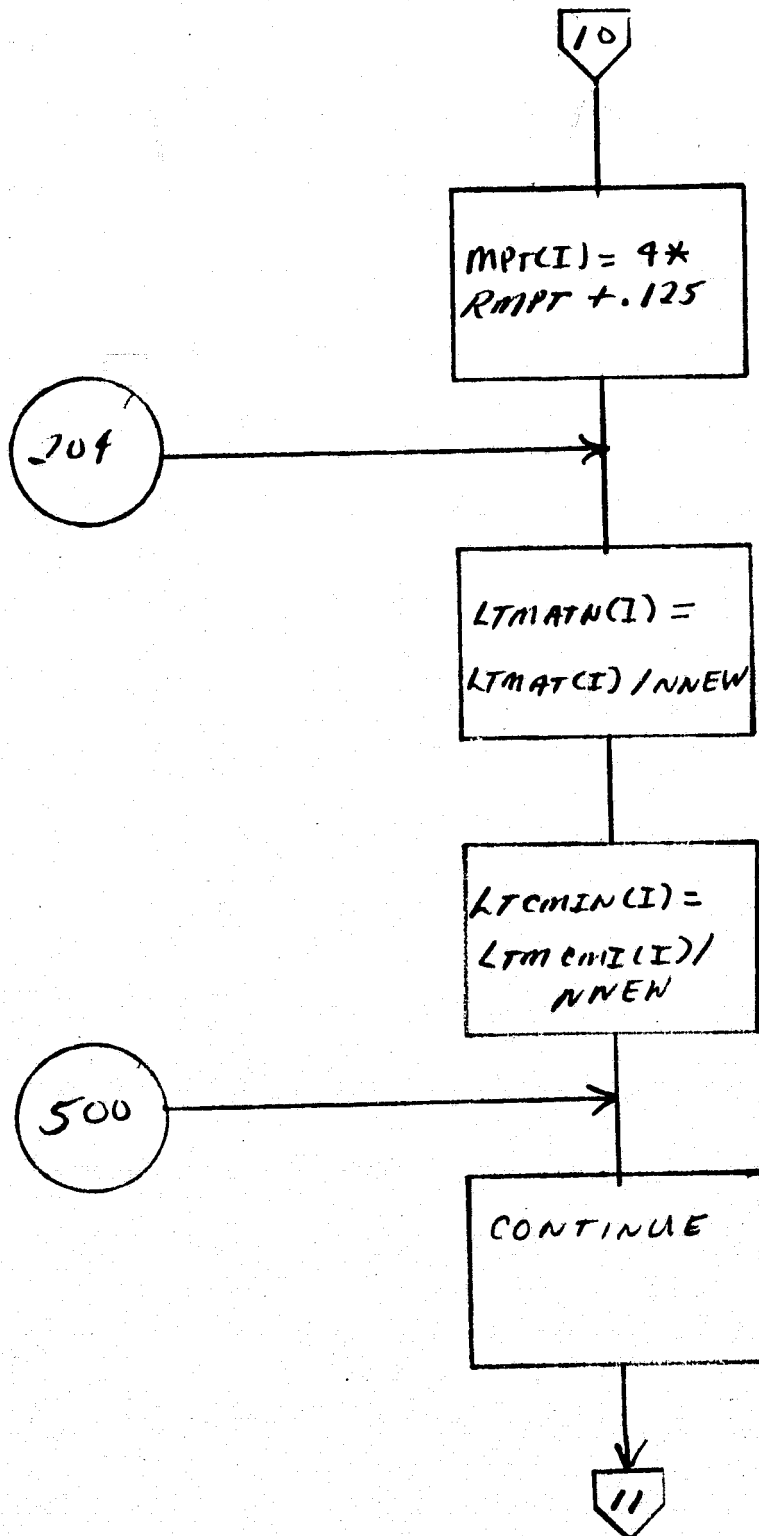 10
MPT(I) = 4*
RMPT + .125
204
LTMATN(I) =
LTMAT(I) / NNEW
LTCMIN(I) =
LTMCMI(I) /
NNEW
500
CONTINUE
11